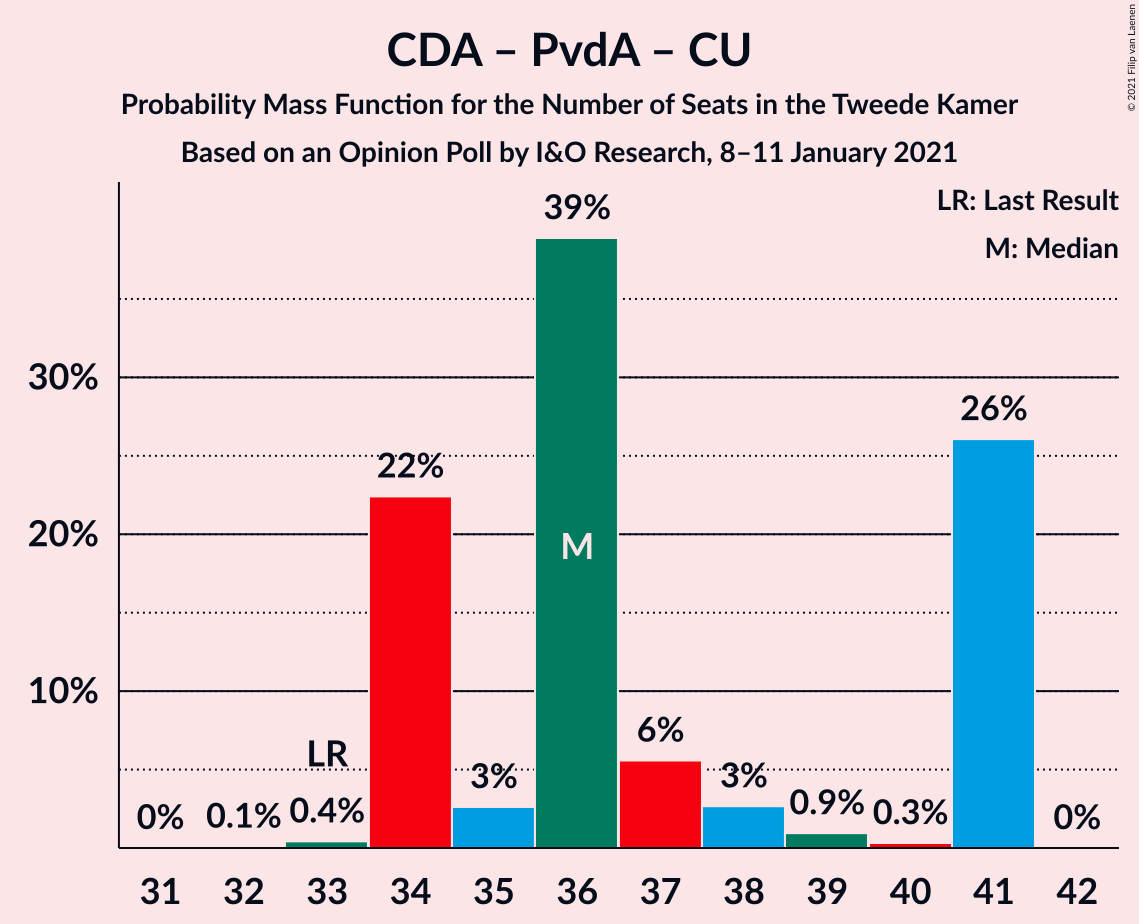 CDA – PvdA – CU
Probability Mass Function for the Number of Seats in the Tweede Kamer
Based on an Opinion Poll by I&O Research, 8–11 January 2021
© 2021 Filip van Laenen
LR: Last Result
M: Median
30%
20%
10%
0%
0.1%
LR
0.4%
22%
3%
39%
M
6%
3%
0.9%
0.3%
26%
0%
31 32 33 34 35 36 37 38 39 40 41 42